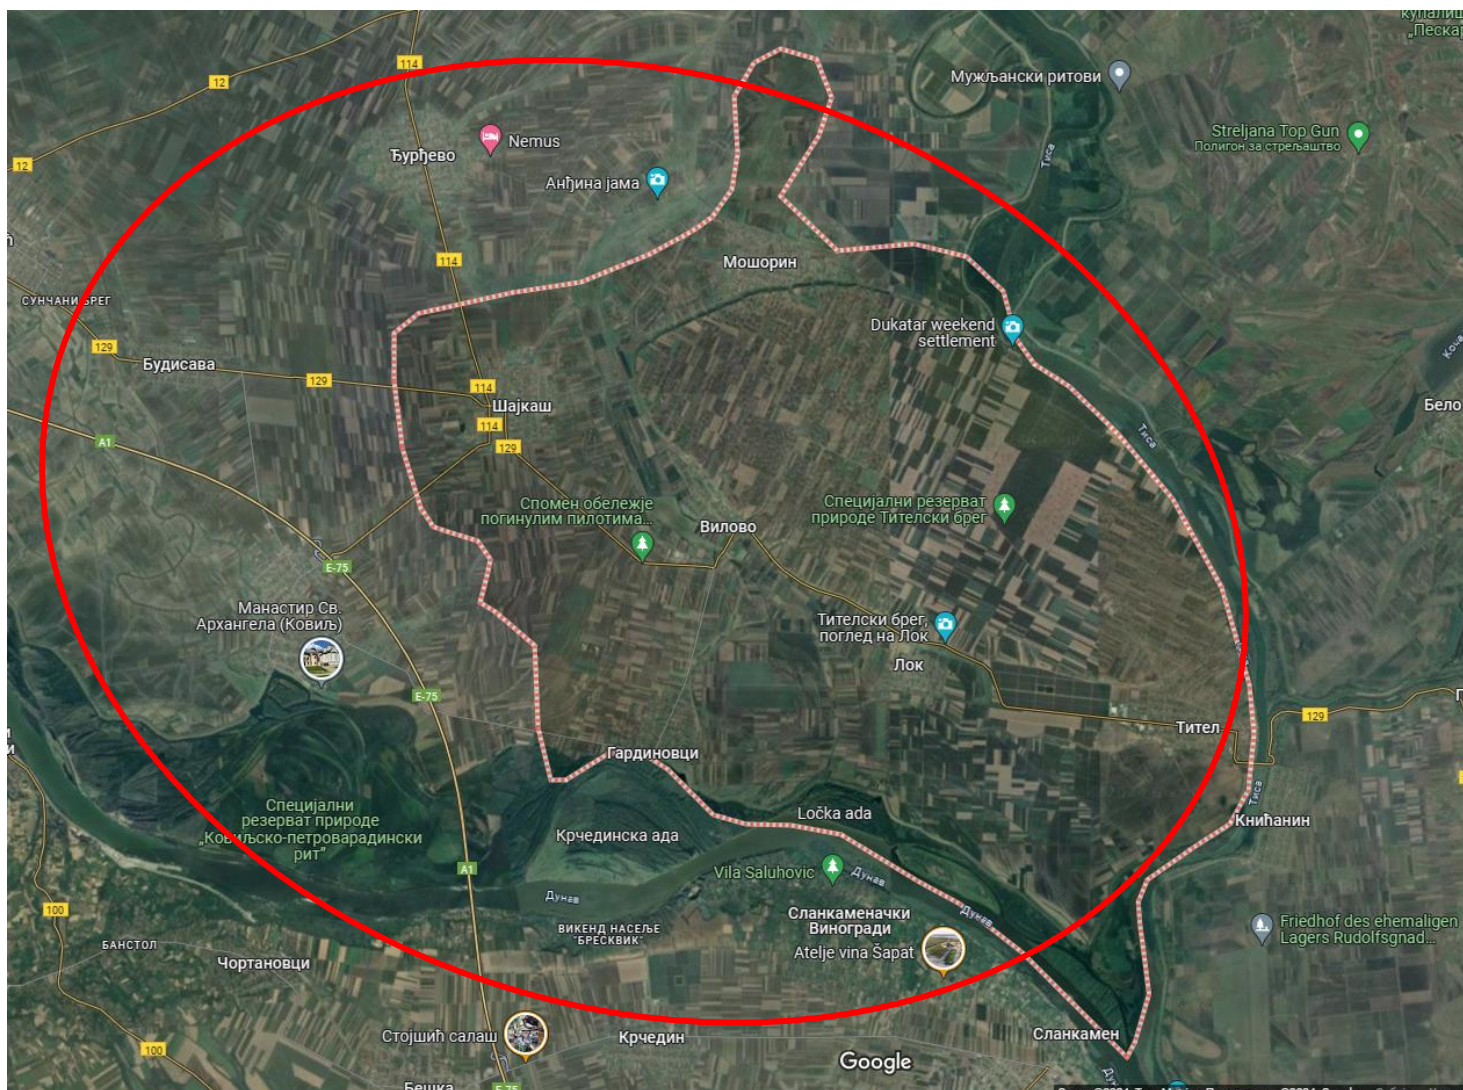 „Песка
114
12
Мужљански ритови
Streljana Top Gun
Полигон за стрељаштво
Nemus
Ђурђево
Тиса
12
Анђина јама
114
Мошорин
СУНЧАНИ БРЕГ
Dukatar weekend
settlement
129
Будисава
129
114
Шајкаш
Бело
114
A1
129
Тиса
Спомен обележје
погинулим пилотима...
Специјални резерват
природе Тителски брег
Вилово
E-75
Манастир Св.
Архангела (Ковиљ)
Тителски брег,
поглед на Лок
Лок
E-75
129
Тител
Гардиновци
Тиса
Специјални
резерват природе
„Ковиљско-петроварадински
рит”
Ločka ada
Книћанин
Крчединска ада
A1
Vila Saluhovic
Дунав
Дунав
100
Сланкаменачки
Виногради
Дунав
ВИКЕНД НАСЕЉЕ
"БРЕСКВИК"
Friedhof des ehemaligen
Lagers Rudolfsgnad...
БАНСТОЛ
Atelje vina Šapat
Чортановци
Стојшић салаш
Крчедин
Сланкамен
100
Google
Бешка
E-75